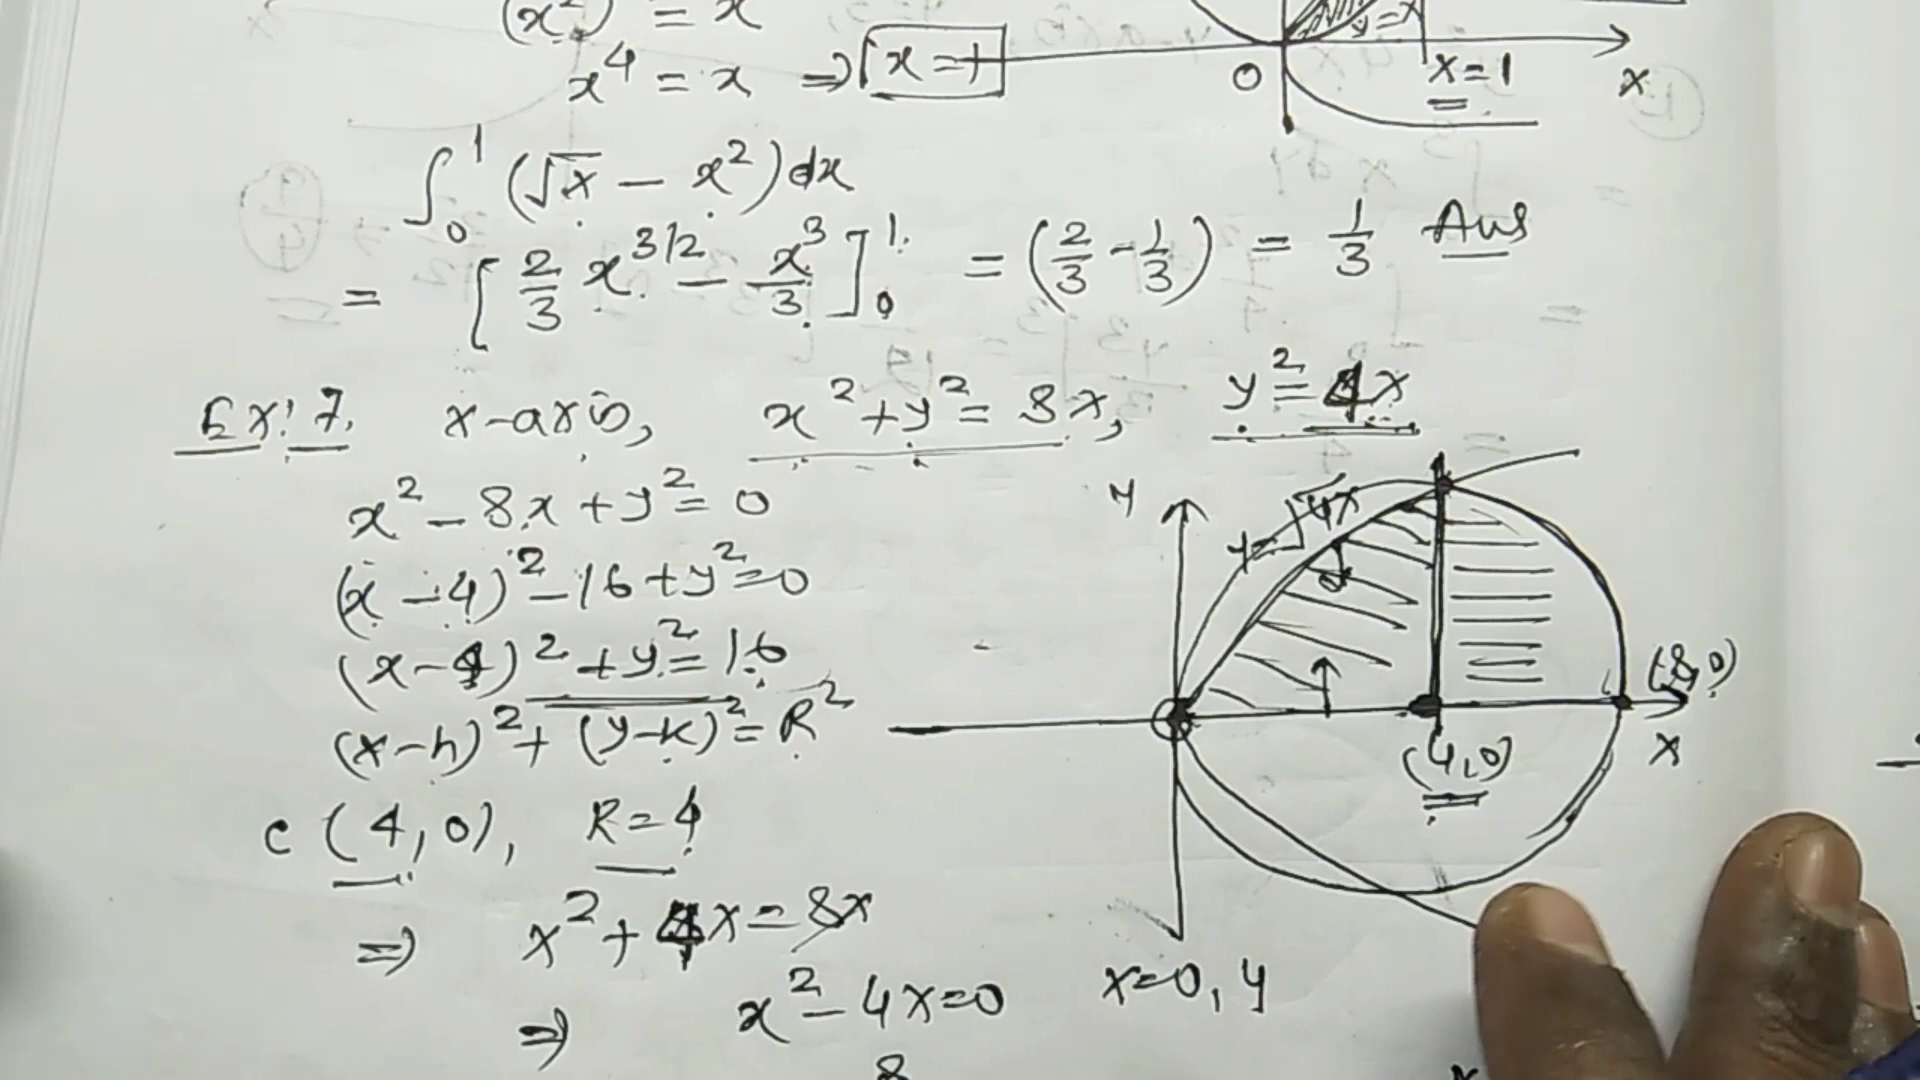 (x²)² = x
x⁴ = x ⇒ x = 1
y = x
O x = 1 x
∫₀¹ (√x − x²) dx
= [ 2/3 x^{3/2} − x³/3 ]₀¹ = (2/3 − 1/3) = 1/3 Ans
Ex: 7. x-axis, x² + y² = 8x, y² = 4x
x² − 8x + y² = 0
(x − 4)² − 16 + y² = 0
(x − 4)² + y² = 16
(x − h)² + (y − k)² = R²
C (4, 0), R = 4
⇒ x² + 4x = 8x
⇒ x² − 4x = 0 x = 0, 4
8
y
y = √4x
(8, 0)
(4, 0)
x